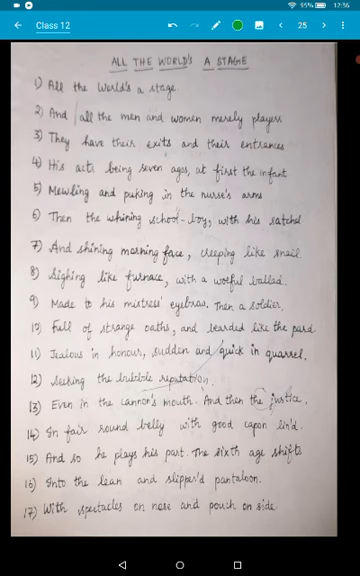 95% 12:36
Class 12
25
ALL THE WORLD'S A STAGE
1) All the World's a stage
2) And all the men and women merely players
3) They have their exits and their entrances
4) His acts being seven ages, at first the infant
5) Mewling and puking in the nurse's arms
6) Then the whining school-boy, with his satchel
7) And shining morning face, creeping like snail
8) Sighing like furnace, with a woeful ballad.
9) Made to his mistress' eyebrow. Then a soldier.
10) Full of strange oaths, and bearded like the pard
11) Jealous in honour, sudden and quick in quarrel.
12) Seeking the bubble reputation.
13) Even in the cannon's mouth. And then the justice.
14) In fair round belly with good capon lin'd.
15) And so he plays his part. The sixth age shifts
16) Into the lean and slipper'd pantaloon.
17) With spectacles on nose and pouch on side